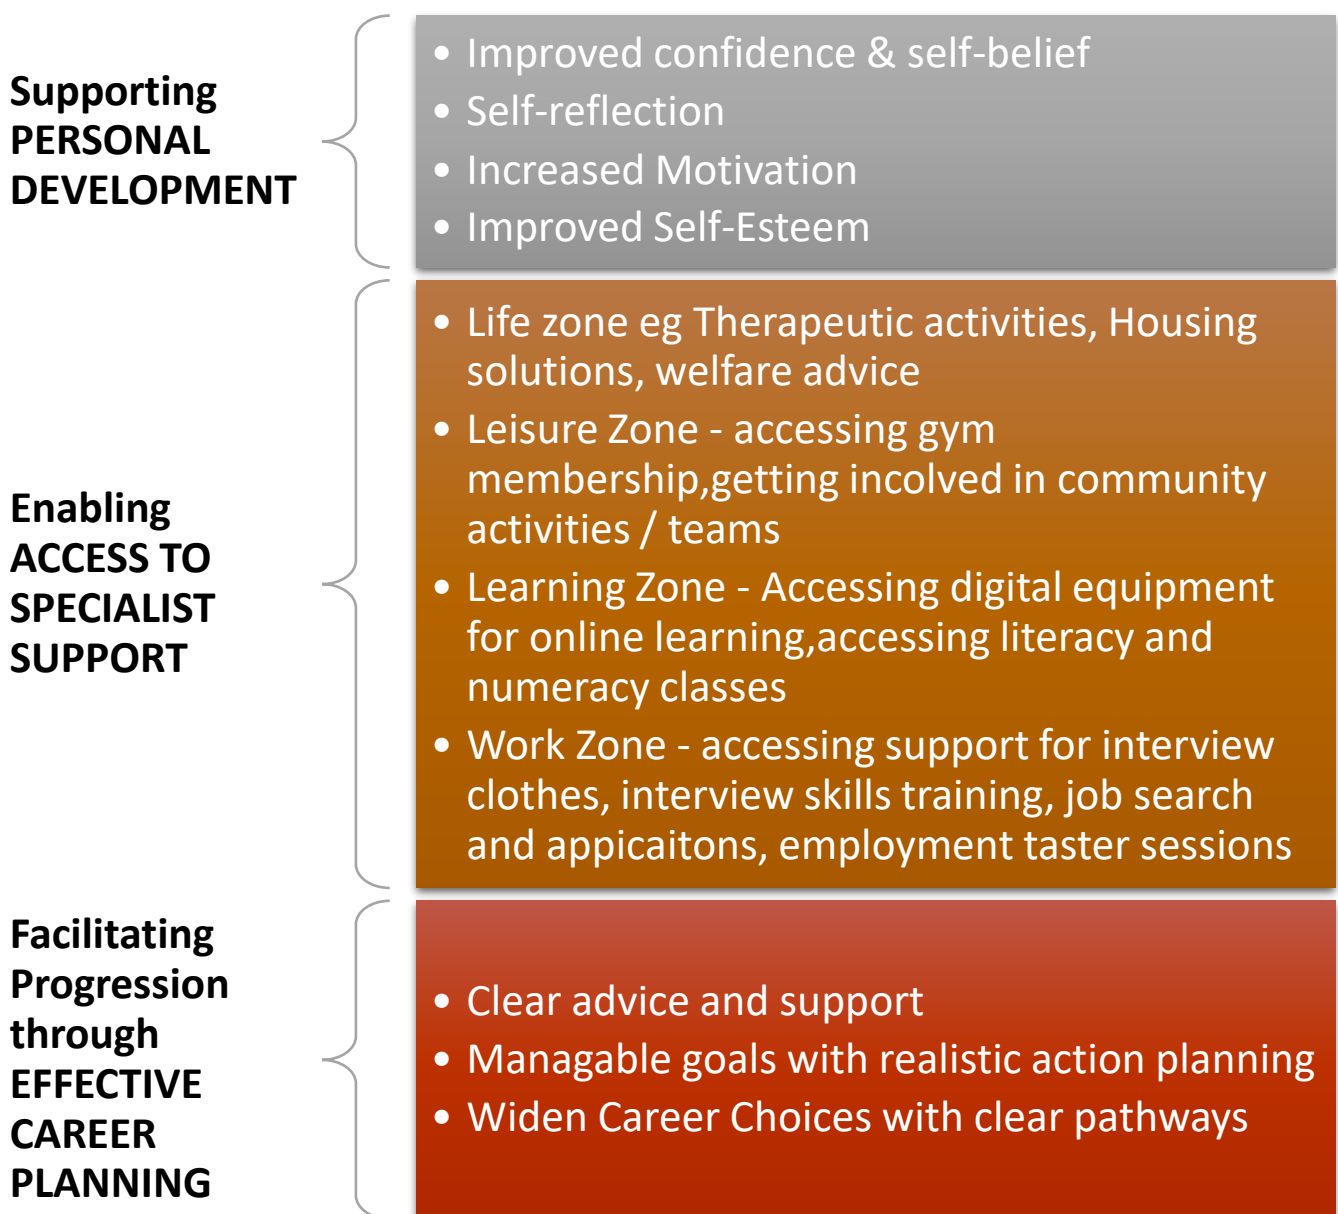 Supporting
PERSONAL
DEVELOPMENT
• Improved confidence & self-belief
• Self-reflection
• Increased Motivation
• Improved Self-Esteem
Enabling
ACCESS TO
SPECIALIST
SUPPORT
• Life zone eg Therapeutic activities, Housing
solutions, welfare advice
• Leisure Zone - accessing gym
membership,getting incolved in community
activities / teams
• Learning Zone - Accessing digital equipment
for online learning,accessing literacy and
numeracy classes
• Work Zone - accessing support for interview
clothes, interview skills training, job search
and appicaitons, employment taster sessions
Facilitating
Progression
through
EFFECTIVE
CAREER
PLANNING
• Clear advice and support
• Managable goals with realistic action planning
• Widen Career Choices with clear pathways